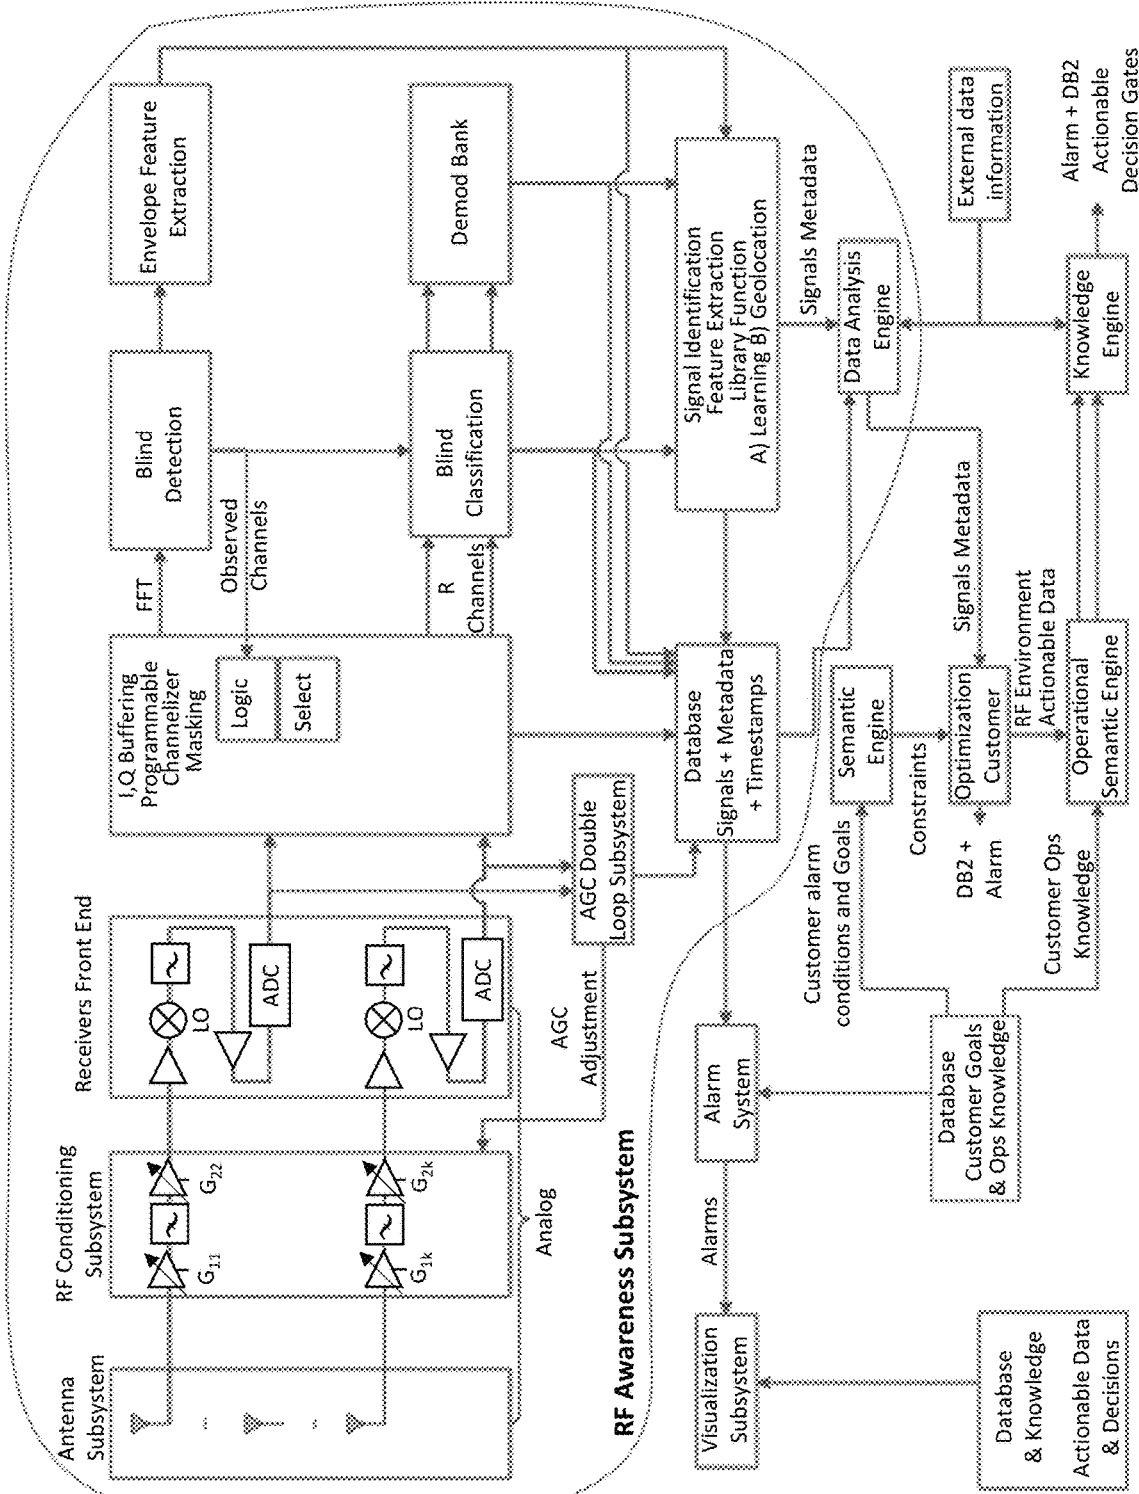 Antenna
Subsystem
RF Conditioning
Subsystem
G11
G22
G1k
G2k
Receivers Front End
LO
ADC
LO
ADC
Analog
AGC
Adjustment
AGC Double
Loop Subsystem
I,Q Buffering
Programmable
Channelizer
Masking
Logic
Select
FFT
Observed
Channels
R
Channels
Blind
Detection
Blind
Classification
Envelope Feature
Extraction
Demod Bank
RF Awareness Subsystem
Database
Signals + Metadata
+ Timestamps
Signal Identification
Feature Extraction
Library Function
A) Learning B) Geolocation
Signals Metadata
Visualization
Subsystem
Alarms
Alarm
System
Customer alarm
conditions and Goals
Semantic
Engine
Data Analysis
Engine
Constraints
Signals Metadata
Database
Customer Goals
& Ops Knowledge
DB2 +
Alarm
Optimization
Customer
RF Environment
Actionable Data
External data
information
Database
& Knowledge
Actionable Data
& Decisions
Customer Ops
Knowledge
Operational
Semantic Engine
Knowledge
Engine
Alarm + DB2
Actionable
Decision Gates